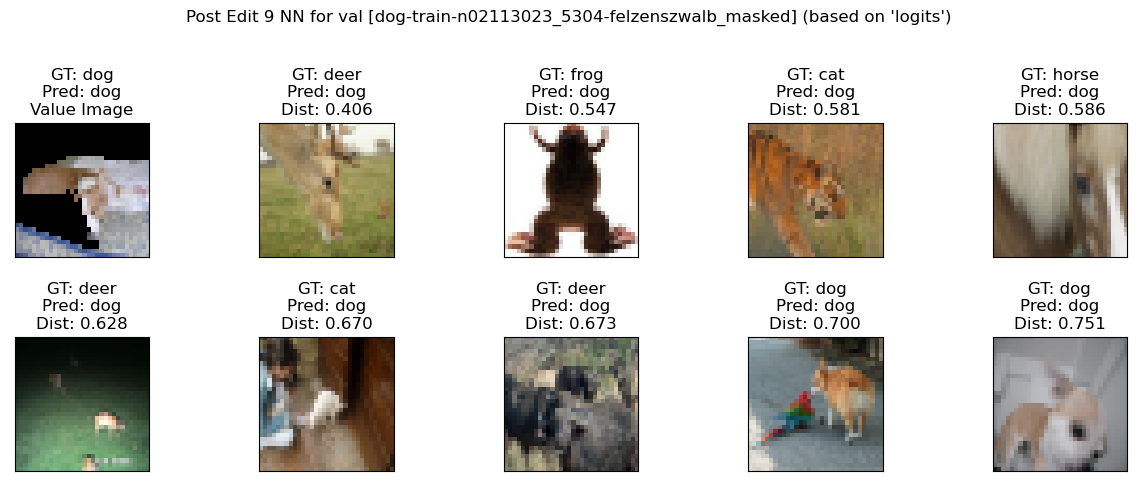 Post Edit 9 NN for val [dog-train-n02113023_5304-felzenszwalb_masked] (based on 'logits')
GT: dog
Pred: dog
Value Image
GT: deer
Pred: dog
Dist: 0.406
GT: frog
Pred: dog
Dist: 0.547
GT: cat
Pred: dog
Dist: 0.581
GT: horse
Pred: dog
Dist: 0.586
GT: deer
Pred: dog
Dist: 0.628
GT: cat
Pred: dog
Dist: 0.670
GT: deer
Pred: dog
Dist: 0.673
GT: dog
Pred: dog
Dist: 0.700
GT: dog
Pred: dog
Dist: 0.751